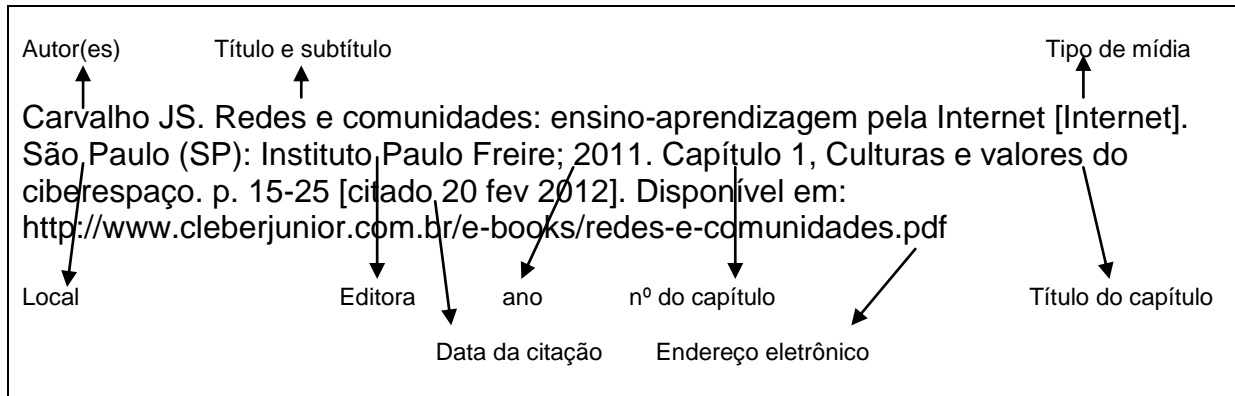 Autor(es) Título e subtítulo Tipo de mídia
Carvalho JS. Redes e comunidades: ensino-aprendizagem pela Internet [Internet].
São Paulo (SP): Instituto Paulo Freire; 2011. Capítulo 1, Culturas e valores do
ciberespaço. p. 15-25 [citado 20 fev 2012]. Disponível em:
http://www.cleberjunior.com.br/e-books/redes-e-comunidades.pdf
Local Editora ano nº do capítulo Título do capítulo
Data da citação Endereço eletrônico